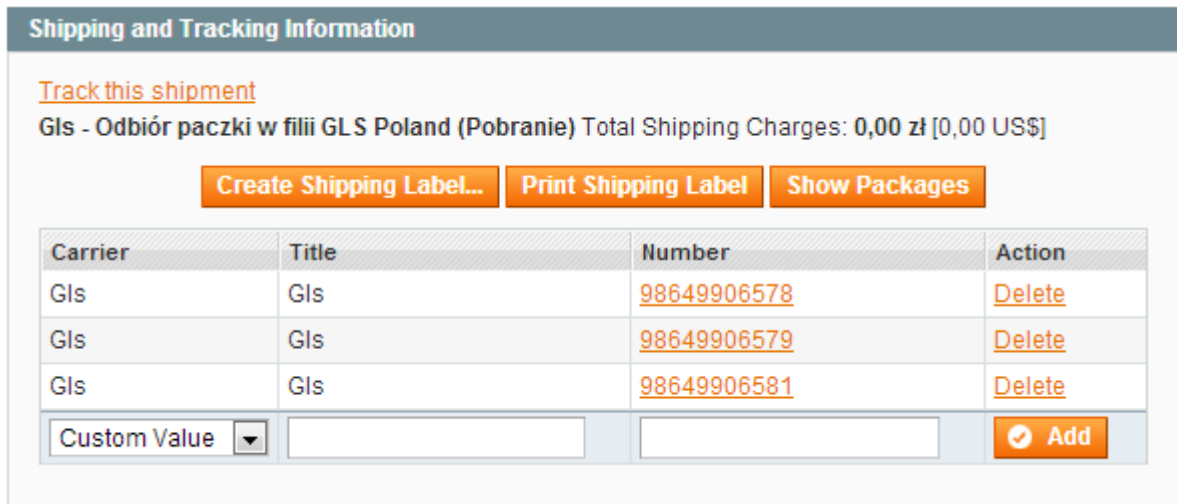 Shipping and Tracking Information
Track this shipment
Gls - Odbiór paczki w filii GLS Poland (Pobranie) Total Shipping Charges: 0,00 zł [0,00 US$]
Create Shipping Label... Print Shipping Label Show Packages
Carrier Title Number Action
Gls Gls 98649906578 Delete
Gls Gls 98649906579 Delete
Gls Gls 98649906581 Delete
Custom Value Add